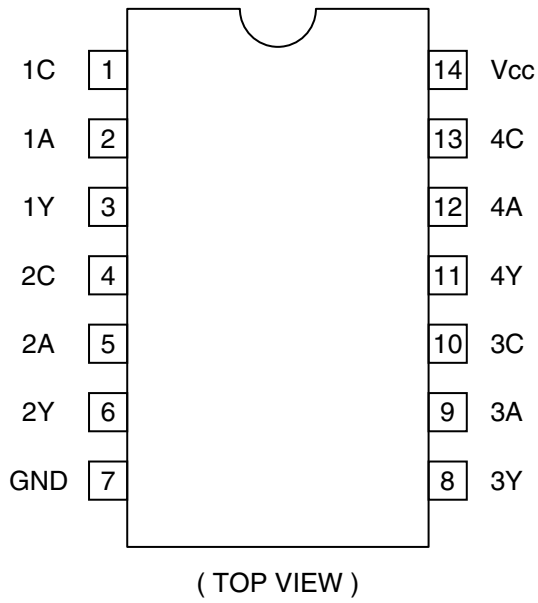 1C 1 14 Vcc
1A 2 13 4C
1Y 3 12 4A
2C 4 11 4Y
2A 5 10 3C
2Y 6 9 3A
GND 7 8 3Y
( TOP VIEW )